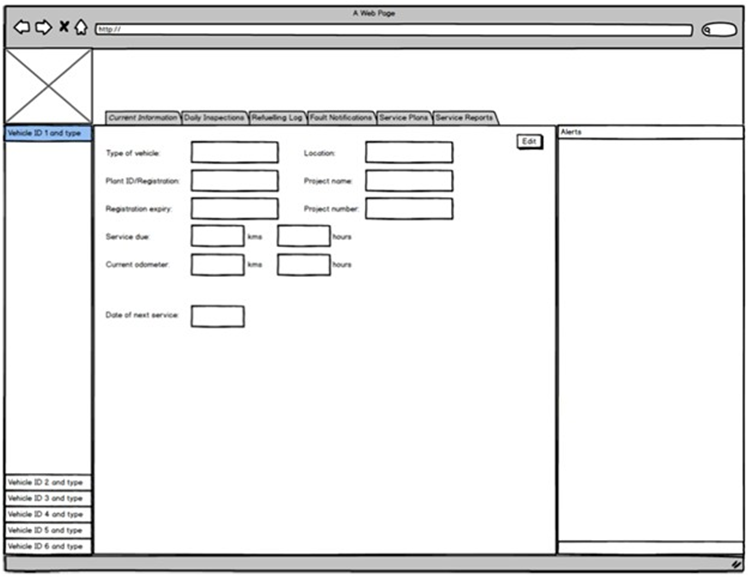 A Web Page
http://
Current Information Daily Inspections Refuelling Log Fault Notifications Service Plans Service Reports
Vehicle ID 1 and type
Alerts
Edit
Type of vehicle:
Location:
Plant ID/Registration:
Project name:
Registration expiry:
Project number:
Service due: kms hours
Current odometer: kms hours
Date of next service:
Vehicle ID 2 and type
Vehicle ID 3 and type
Vehicle ID 4 and type
Vehicle ID 5 and type
Vehicle ID 6 and type